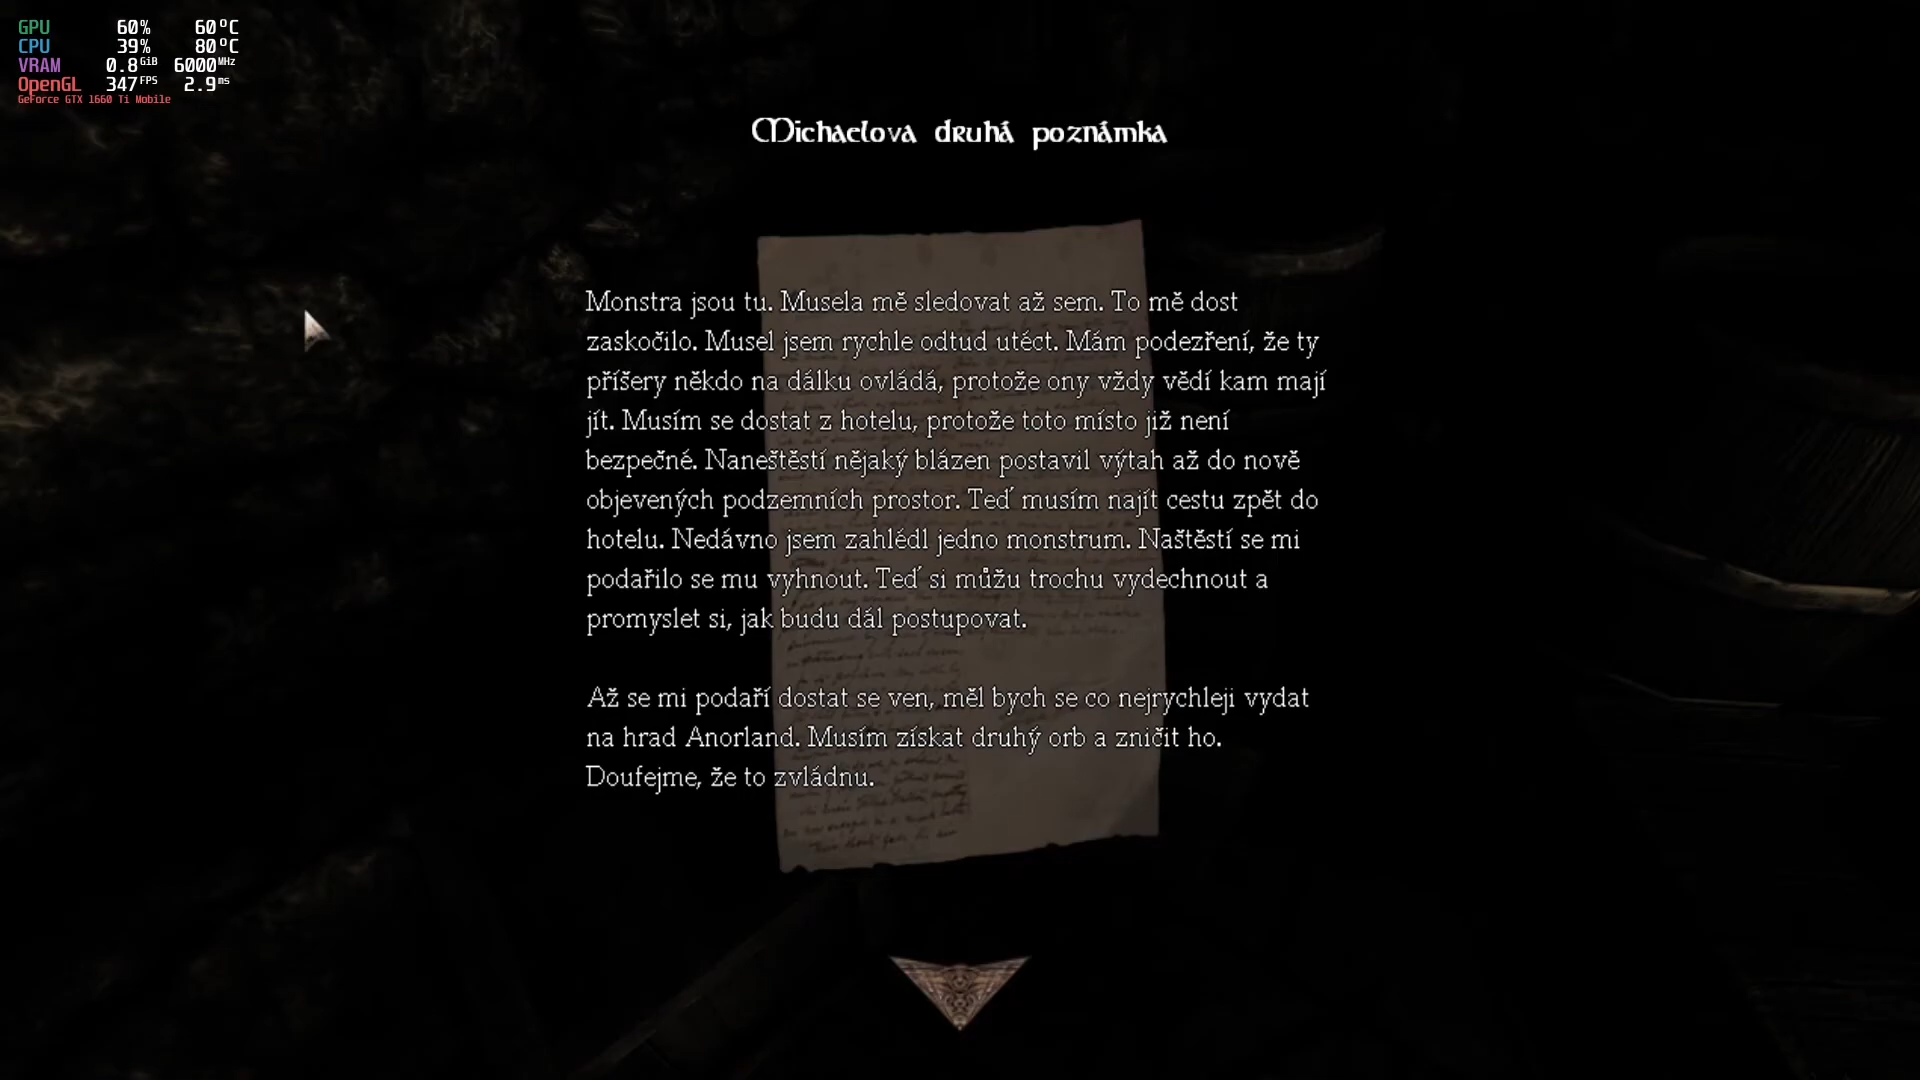 GPU 60% 60°C
CPU 39% 80°C
VRAM 0.8GiB 6000MHz
OpenGL 347FPS 2.9ms
GeForce GTX 1660 Ti Mobile
Michaelova druhá poznámka
Monstra jsou tu. Musela mě sledovat až sem. To mě dost
zaskočilo. Musel jsem rychle odtud utéct. Mám podezření, že ty
příšery někdo na dálku ovládá, protože ony vždy vědí kam mají
jít. Musím se dostat z hotelu, protože toto místo již není
bezpečné. Naneštěstí nějaký blázen postavil výtah až do nově
objevených podzemních prostor. Teď musím najít cestu zpět do
hotelu. Nedávno jsem zahlédl jedno monstrum. Naštěstí se mi
podařilo se mu vyhnout. Teď si můžu trochu vydechnout a
promyslet si, jak budu dál postupovat.
Až se mi podaří dostat se ven, měl bych se co nejrychleji vydat
na hrad Anorland. Musím získat druhý orb a zničit ho.
Doufejme, že to zvládnu.